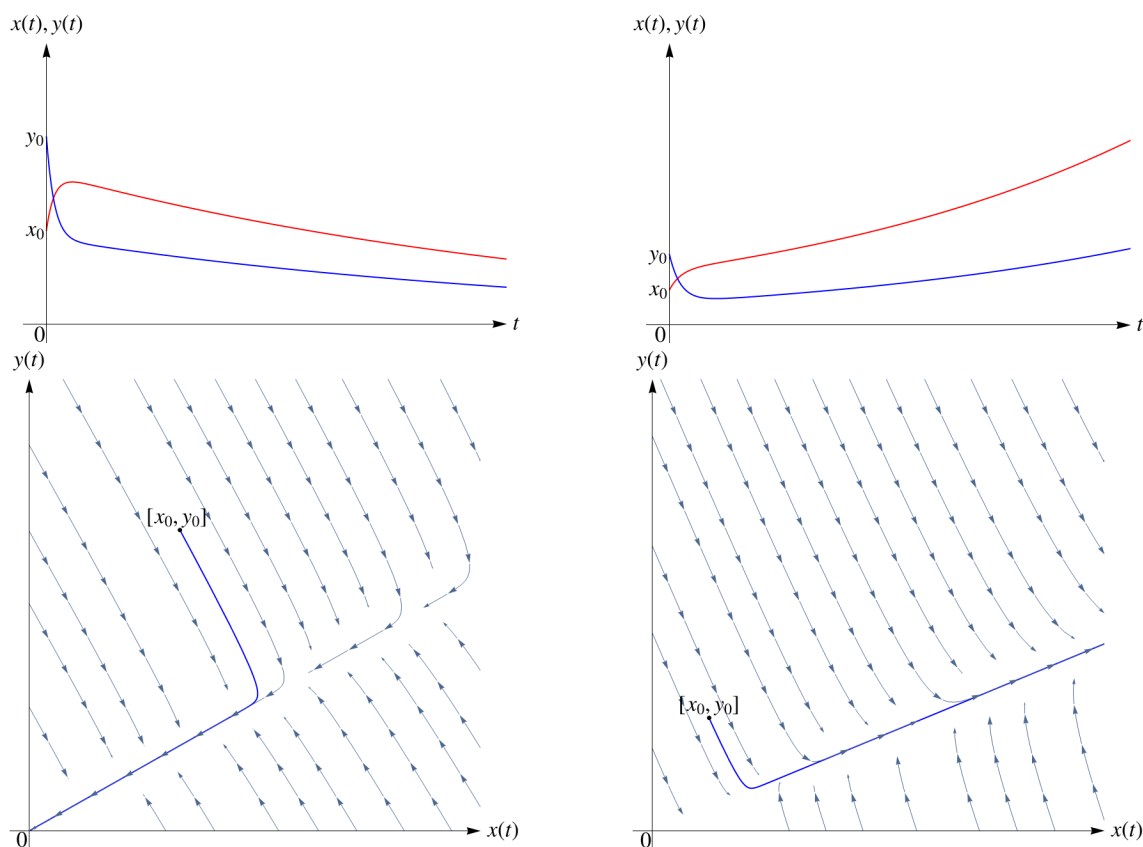 x(t), y(t)
y₀
x₀
0
t
x(t), y(t)
y₀
x₀
0
t
y(t)
[x₀, y₀]
0
x(t)
y(t)
[x₀, y₀]
0
x(t)